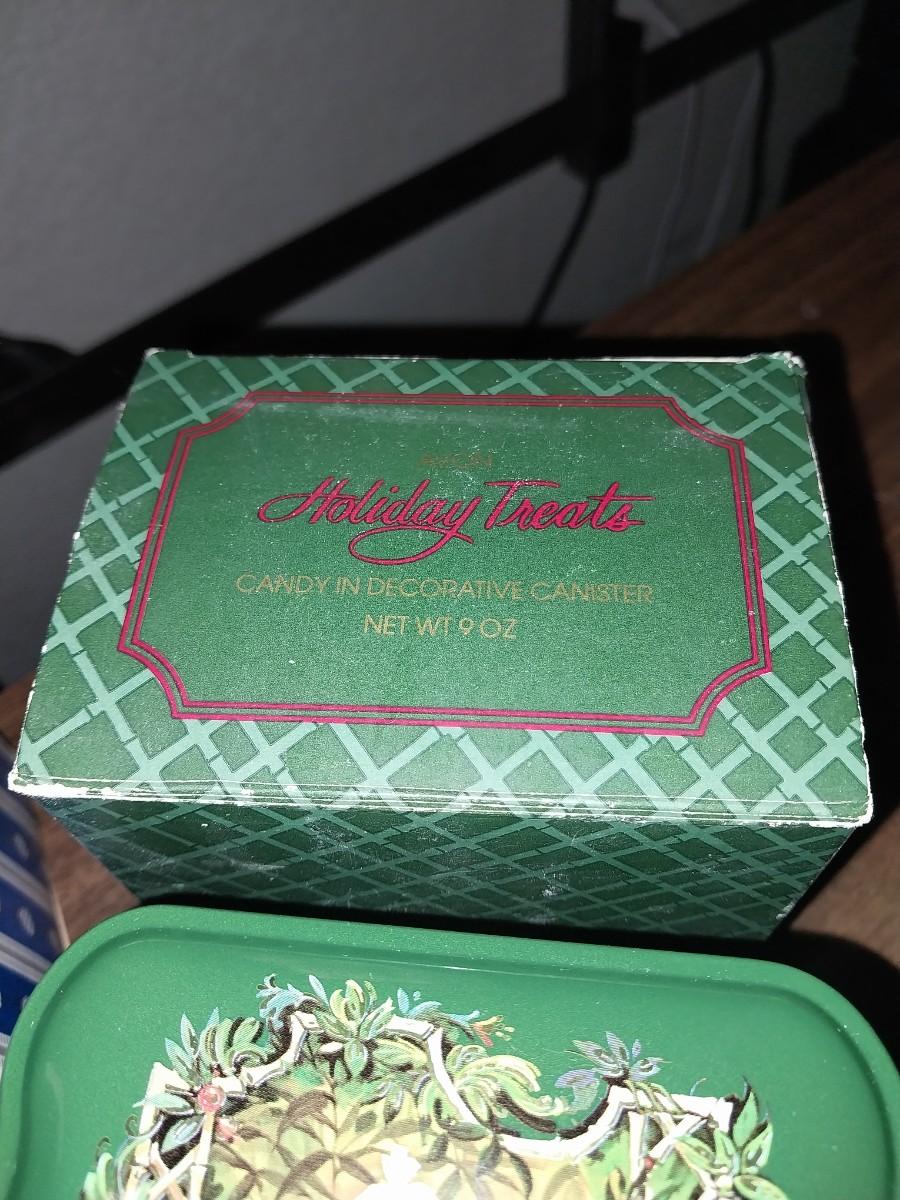 AVON
Holiday Treats
CANDY IN DECORATIVE CANISTER
NET WT 9 OZ